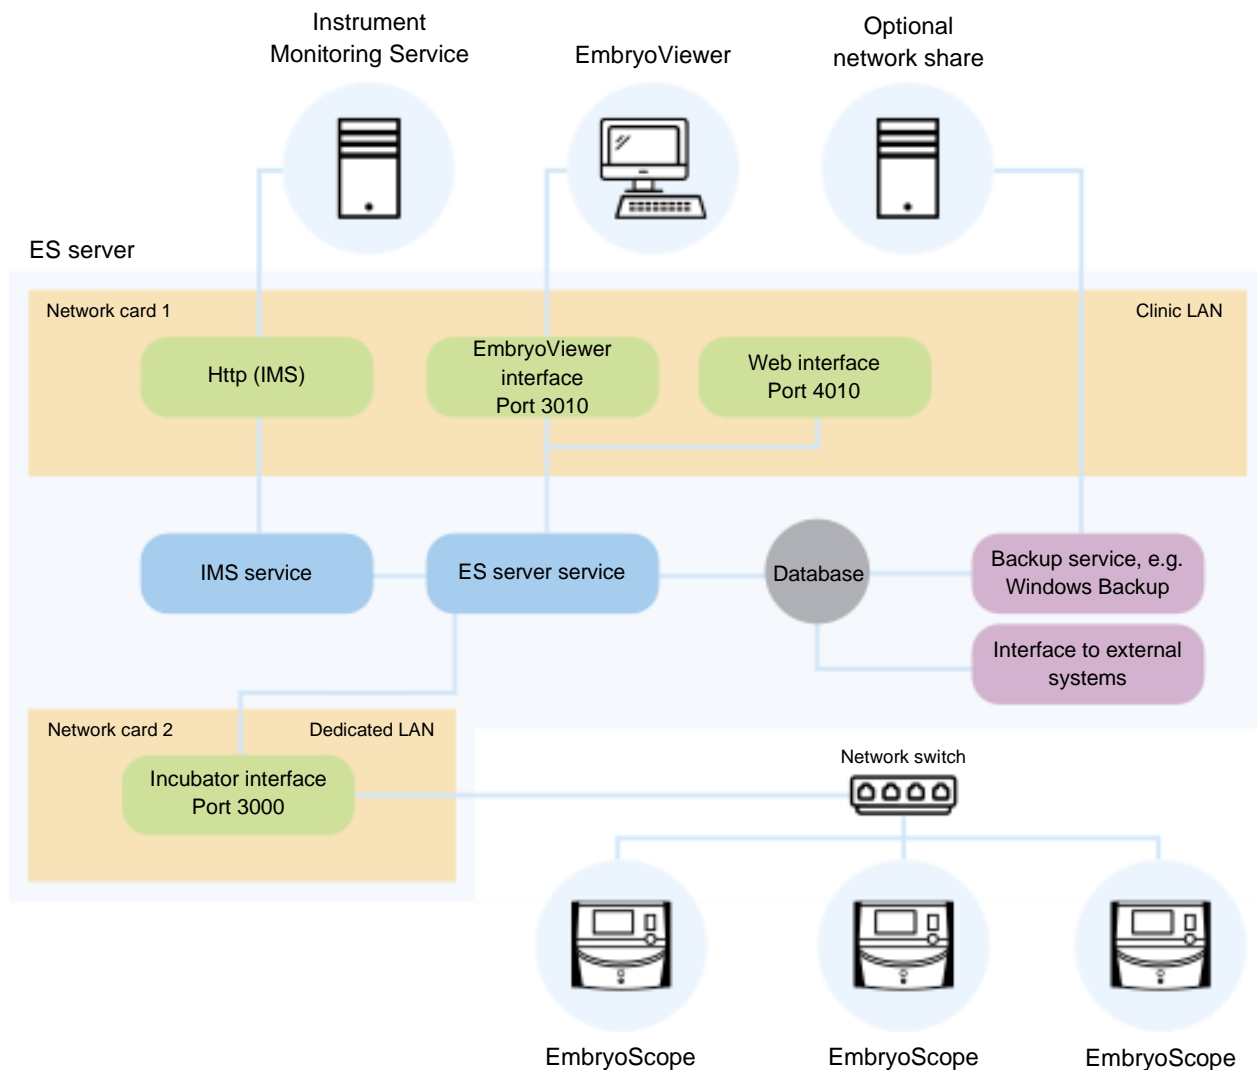 Instrument
Monitoring Service
EmbryoViewer
Optional
network share
ES server
Network card 1
Clinic LAN
Http (IMS)
EmbryoViewer
interface
Port 3010
Web interface
Port 4010
IMS service
ES server service
Database
Backup service, e.g.
Windows Backup
Interface to external
systems
Network card 2
Dedicated LAN
Incubator interface
Port 3000
Network switch
EmbryoScope
EmbryoScope
EmbryoScope